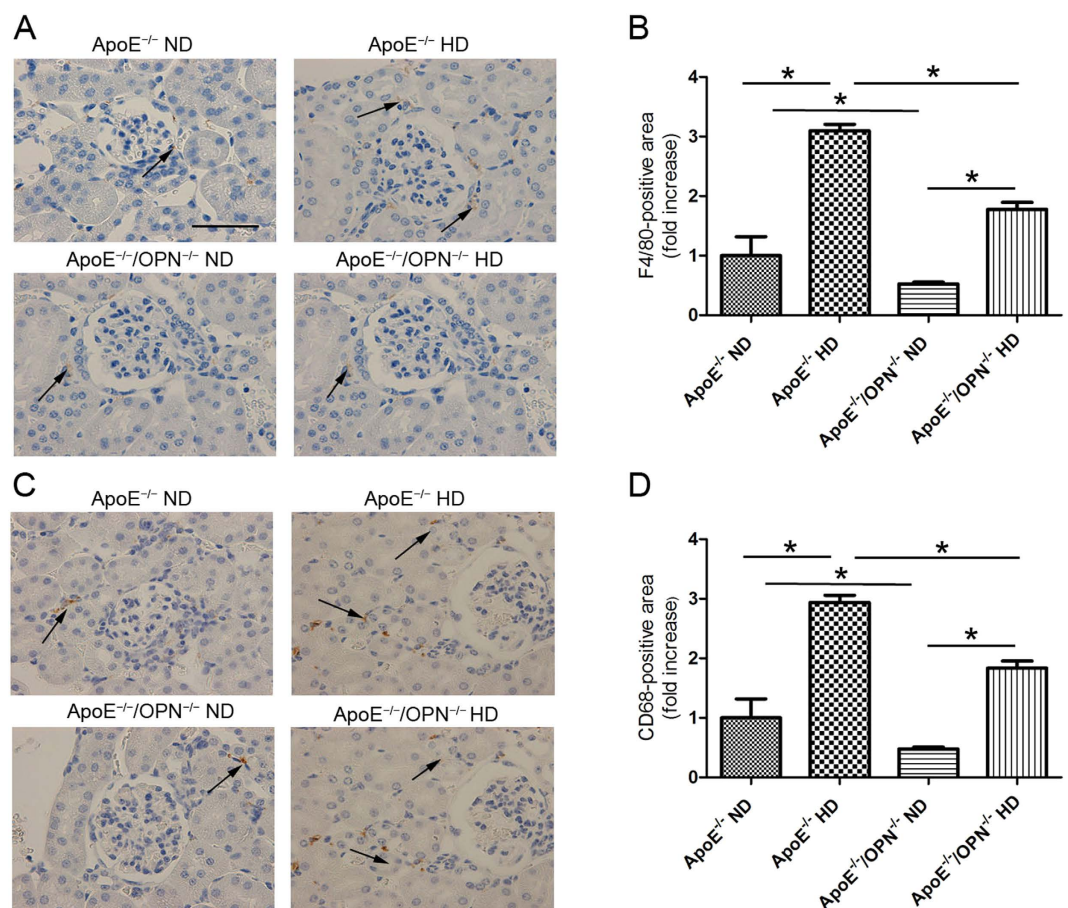 A
ApoE⁻/⁻ ND
ApoE⁻/⁻ HD
ApoE⁻/⁻/OPN⁻/⁻ ND
ApoE⁻/⁻/OPN⁻/⁻ HD
B
F4/80-positive area
(fold increase)
4
3
2
1
0
*
*
*
*
ApoE⁻/⁻ ND
ApoE⁻/⁻ HD
ApoE⁻/⁻/OPN⁻/⁻ ND
ApoE⁻/⁻/OPN⁻/⁻ HD
C
ApoE⁻/⁻ ND
ApoE⁻/⁻ HD
ApoE⁻/⁻/OPN⁻/⁻ ND
ApoE⁻/⁻/OPN⁻/⁻ HD
D
CD68-positive area
(fold increase)
4
3
2
1
0
*
*
*
*
ApoE⁻/⁻ ND
ApoE⁻/⁻ HD
ApoE⁻/⁻/OPN⁻/⁻ ND
ApoE⁻/⁻/OPN⁻/⁻ HD